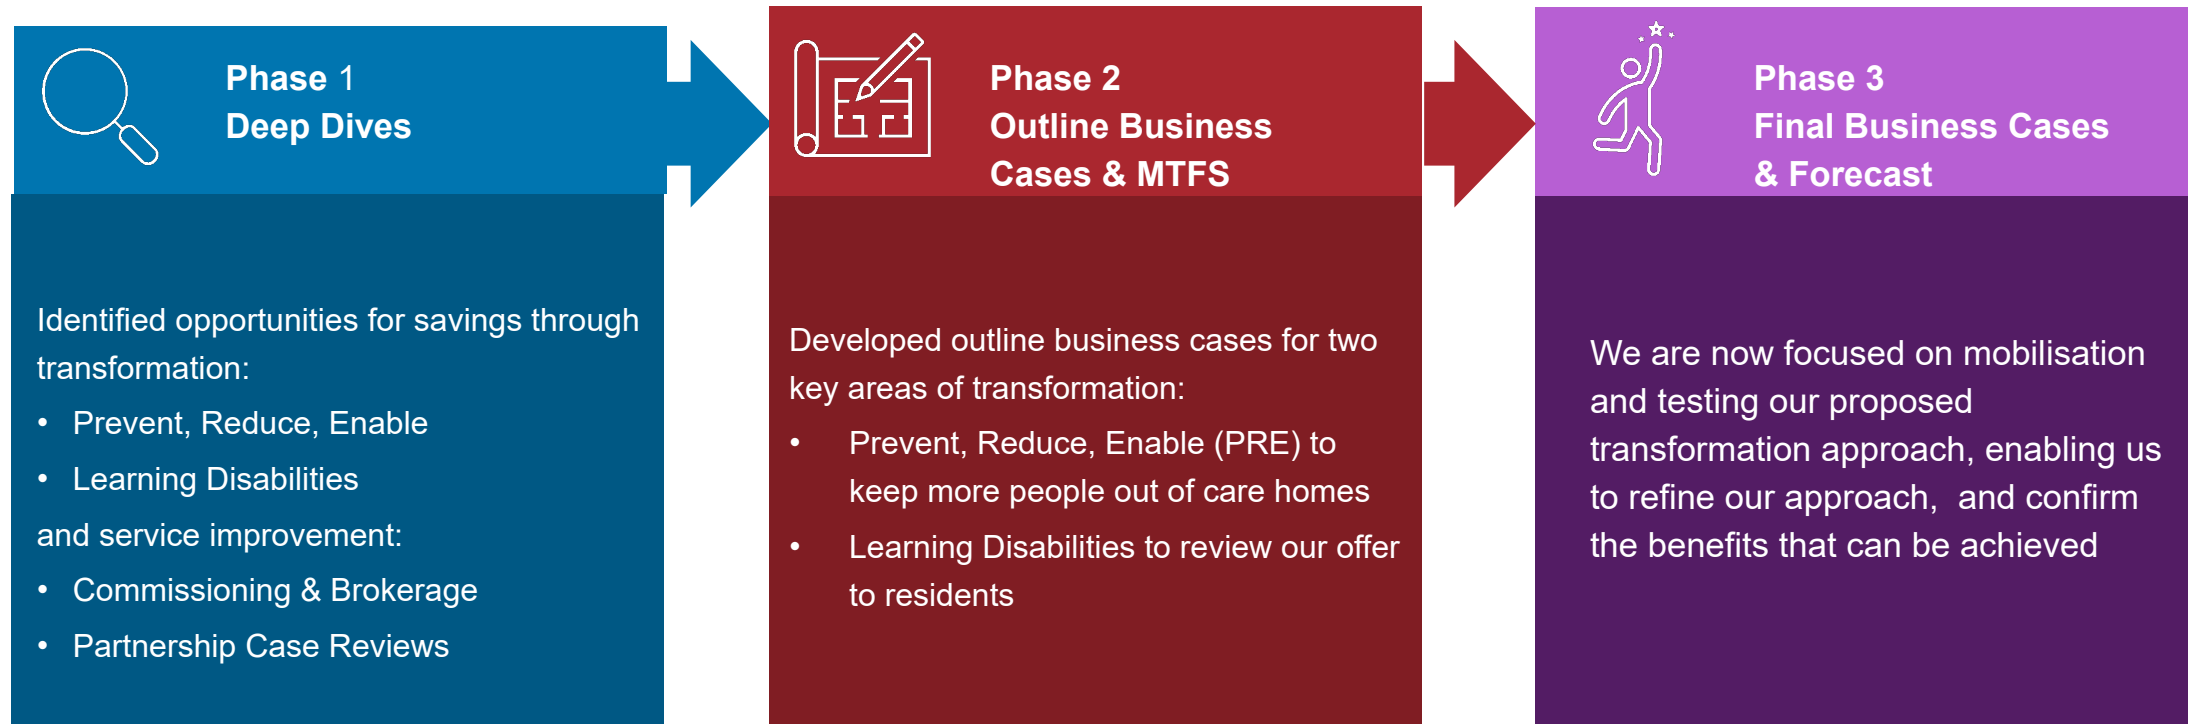 Phase 1
Deep Dives
Identified opportunities for savings through
transformation:
• Prevent, Reduce, Enable
• Learning Disabilities
and service improvement:
• Commissioning & Brokerage
• Partnership Case Reviews
Phase 2
Outline Business
Cases & MTFS
Developed outline business cases for two
key areas of transformation:
• Prevent, Reduce, Enable (PRE) to
keep more people out of care homes
• Learning Disabilities to review our offer
to residents
Phase 3
Final Business Cases
& Forecast
We are now focused on mobilisation
and testing our proposed
transformation approach, enabling us
to refine our approach,  and confirm
the benefits that can be achieved